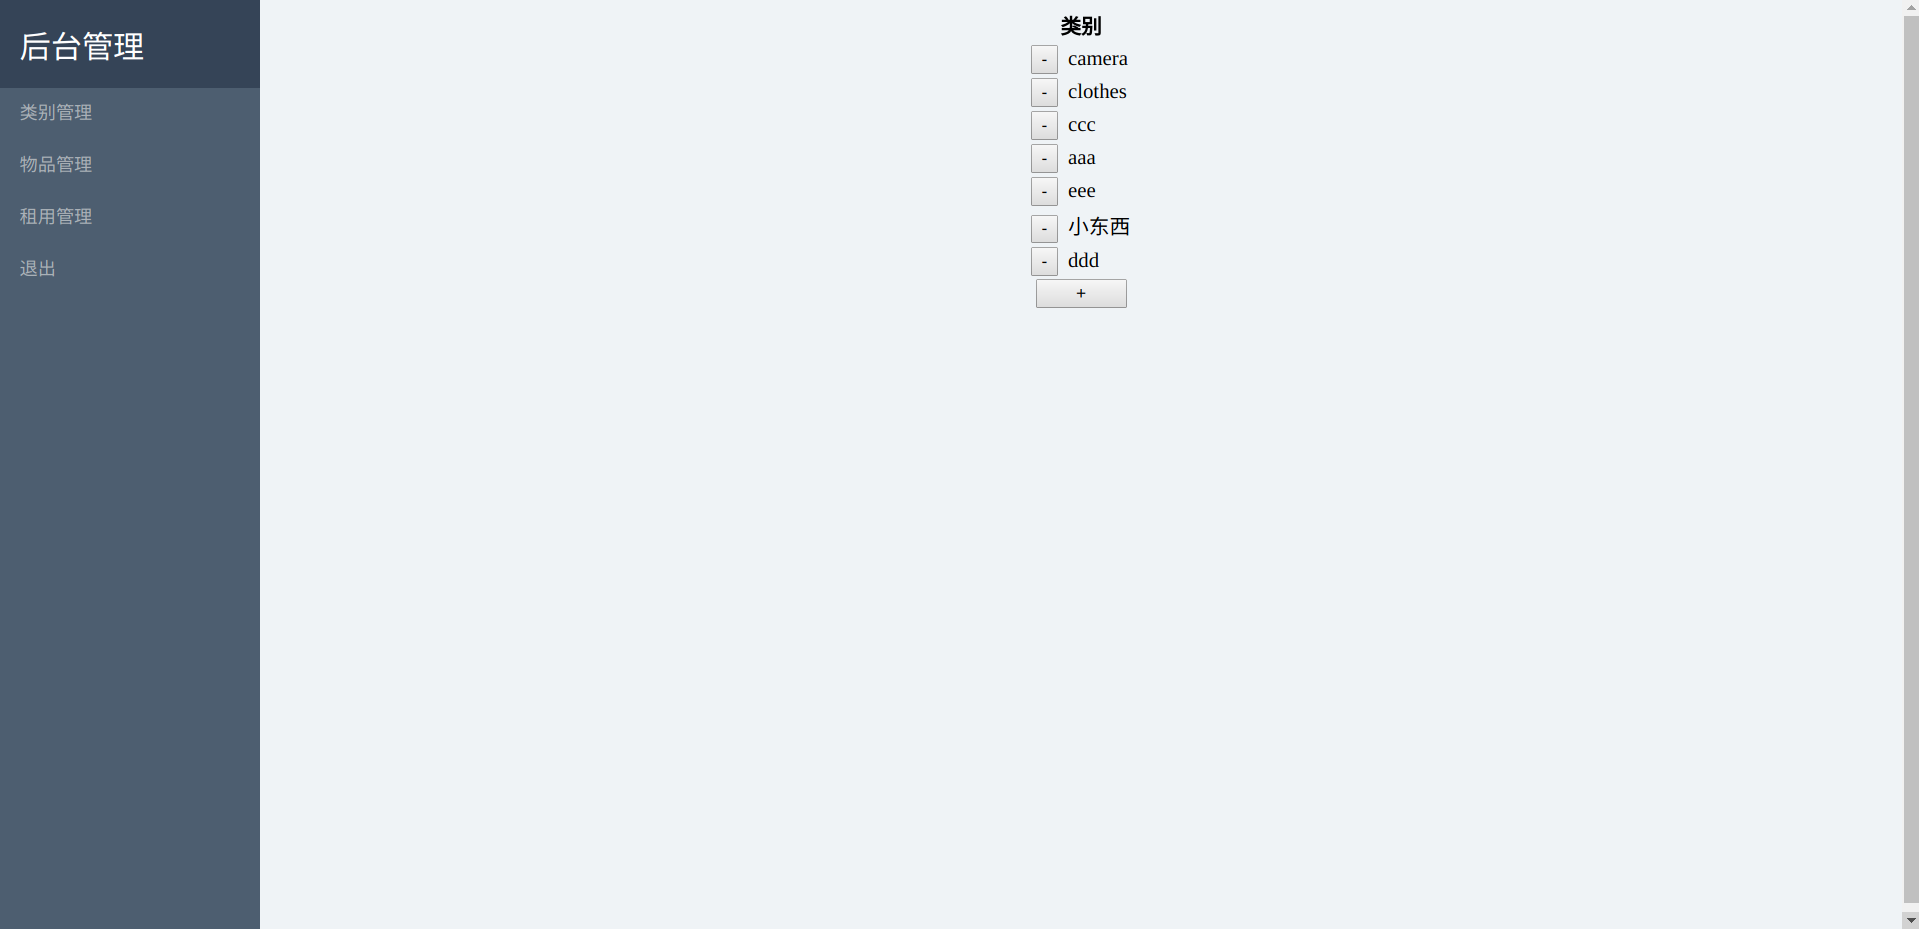 后台管理
类别管理
物品管理
租用管理
退出
类别
- camera
- clothes
- ccc
- aaa
- eee
- 小东西
- ddd
+